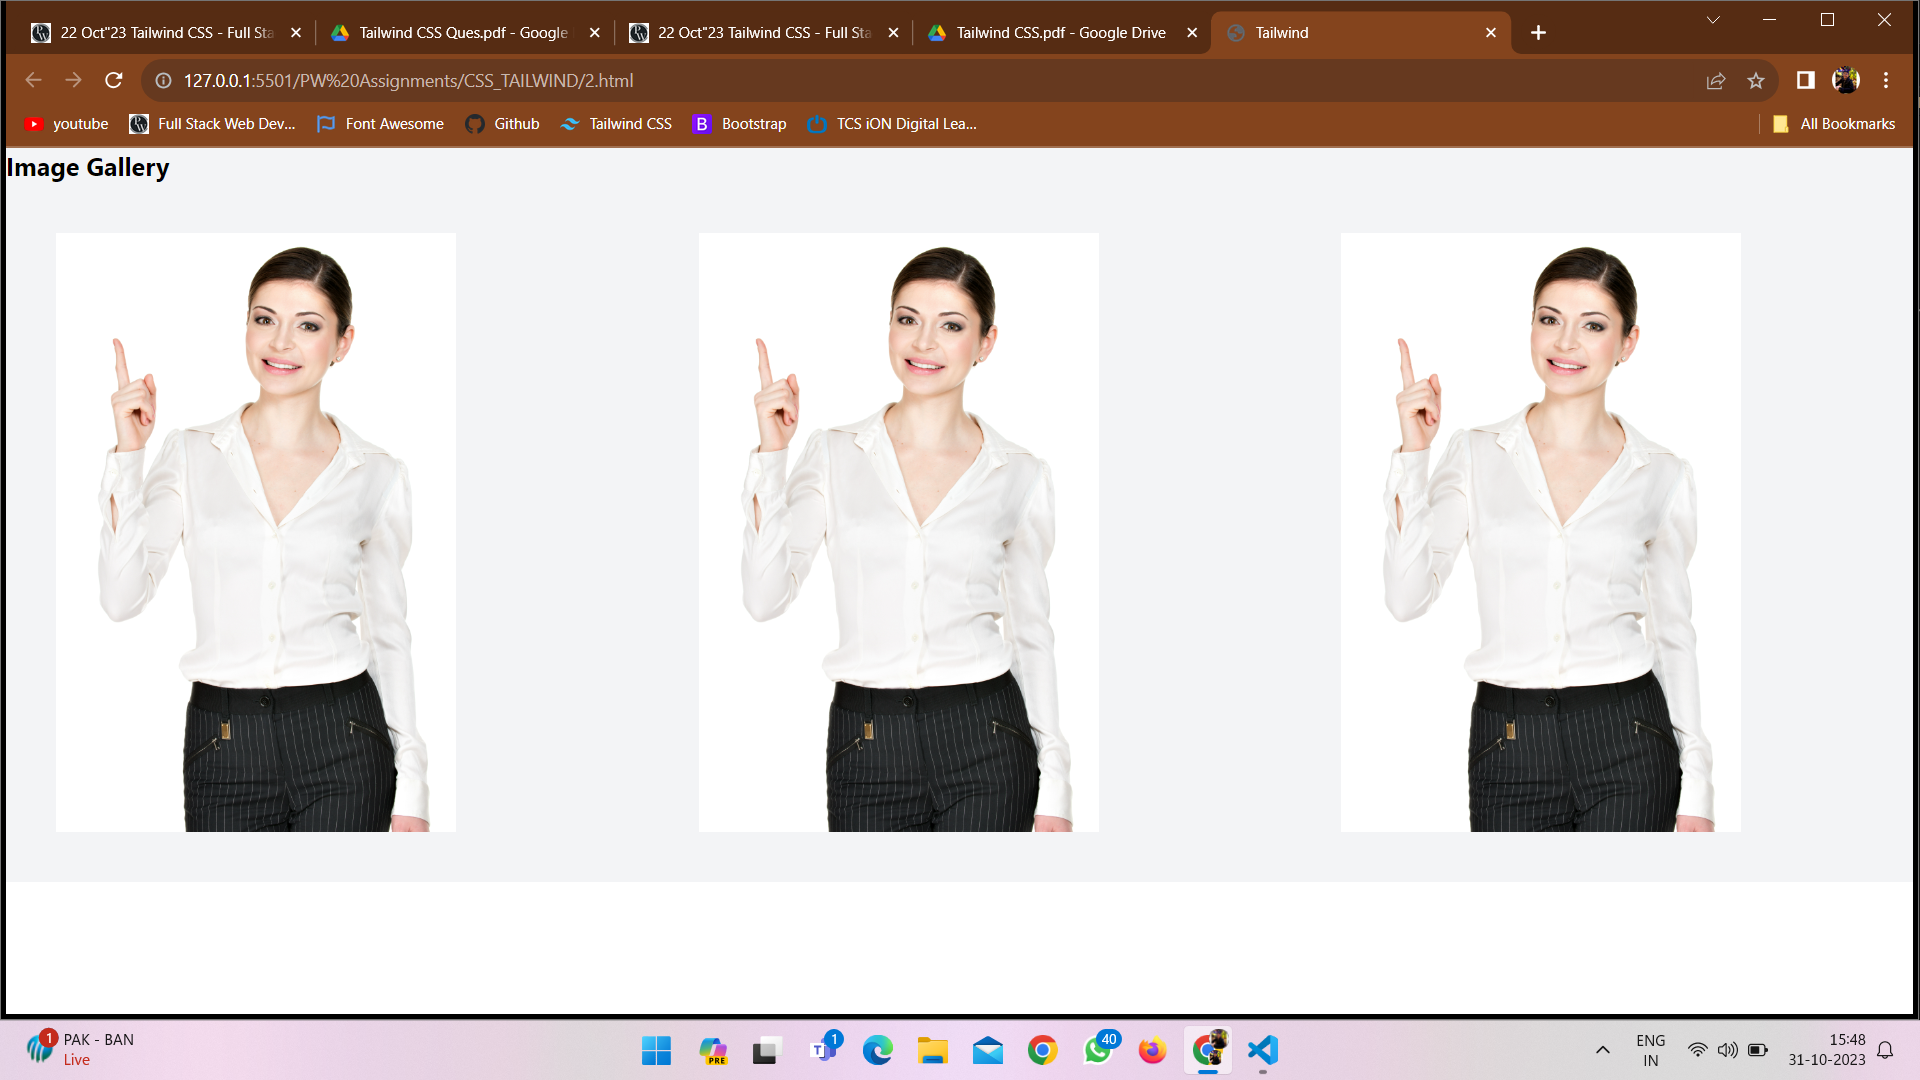 22 Oct"23 Tailwind CSS - Full Sta
Tailwind CSS Ques.pdf - Google
22 Oct"23 Tailwind CSS - Full Sta
Tailwind CSS.pdf - Google Drive
Tailwind
127.0.0.1:5501/PW%20Assignments/CSS_TAILWIND/2.html
youtube
Full Stack Web Dev...
Font Awesome
Github
Tailwind CSS
B
Bootstrap
TCS iON Digital Lea...
All Bookmarks
Image Gallery
1
PAK - BAN
Live
PRE
T
1
40
ENG
IN
15:48
31-10-2023